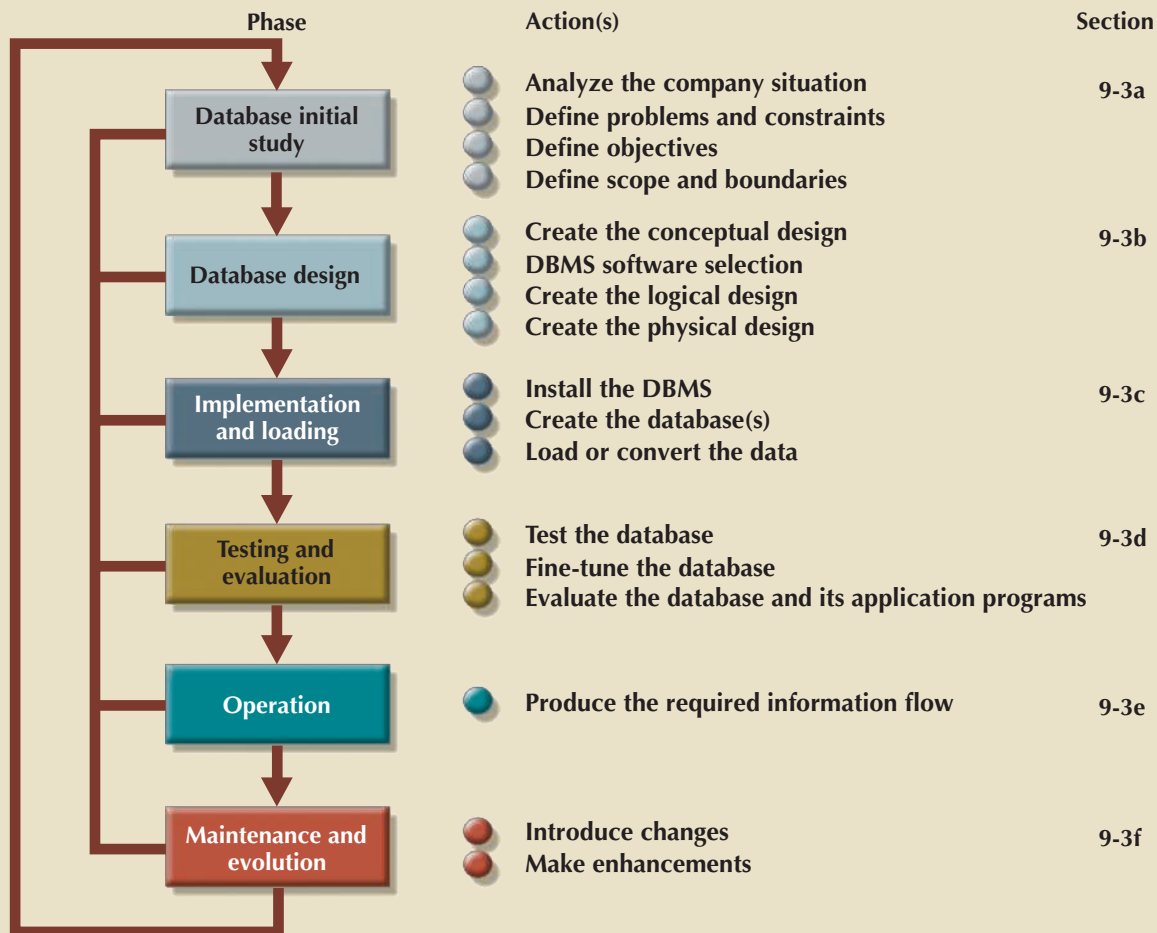 Phase Action(s) Section
Database initial
study
Analyze the company situation
Define problems and constraints
Define objectives
Define scope and boundaries
9-3a
Database design
Create the conceptual design
DBMS software selection
Create the logical design
Create the physical design
9-3b
Implementation
and loading
Install the DBMS
Create the database(s)
Load or convert the data
9-3c
Testing and
evaluation
Test the database
Fine-tune the database
Evaluate the database and its application programs
9-3d
Operation
Produce the required information flow
9-3e
Maintenance and
evolution
Introduce changes
Make enhancements
9-3f